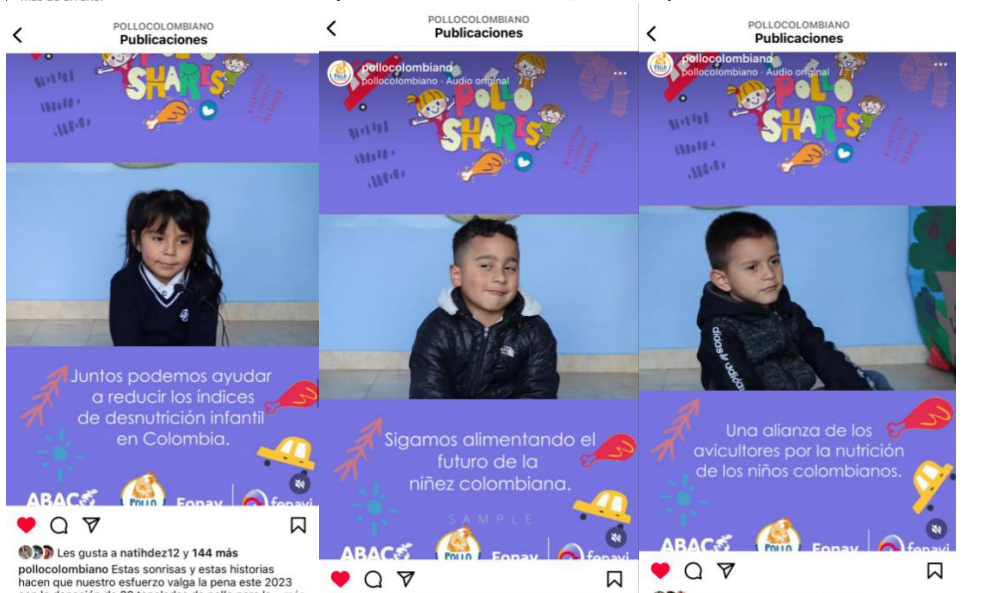 POLLOCOLOMBIANO
Publicaciones
POLLO
SHARES
Juntos podemos ayudar
a reducir los índices
de desnutrición infantil
en Colombia.
ABACO
POLLO
Fonav
fenavi
Les gusta a natihdez12 y 144 más
pollocolombiano Estas sonrisas y estas historias
hacen que nuestro esfuerzo valga la pena este 2023
POLLOCOLOMBIANO
Publicaciones
pollocolombiano
pollocolombiano · Audio original
POLLO
SHARES
Sigamos alimentando el
futuro de la
niñez colombiana.
SAMPLE
ABACO
POLLO
Fonav
fenavi
POLLOCOLOMBIANO
Publicaciones
pollocolombiano
pollocolombiano · Audio original
POLLO
SHARES
adidas
Una alianza de los
avicultores por la nutrición
de los niños colombianos.
ABACO
POLLO
Fonav
fenavi